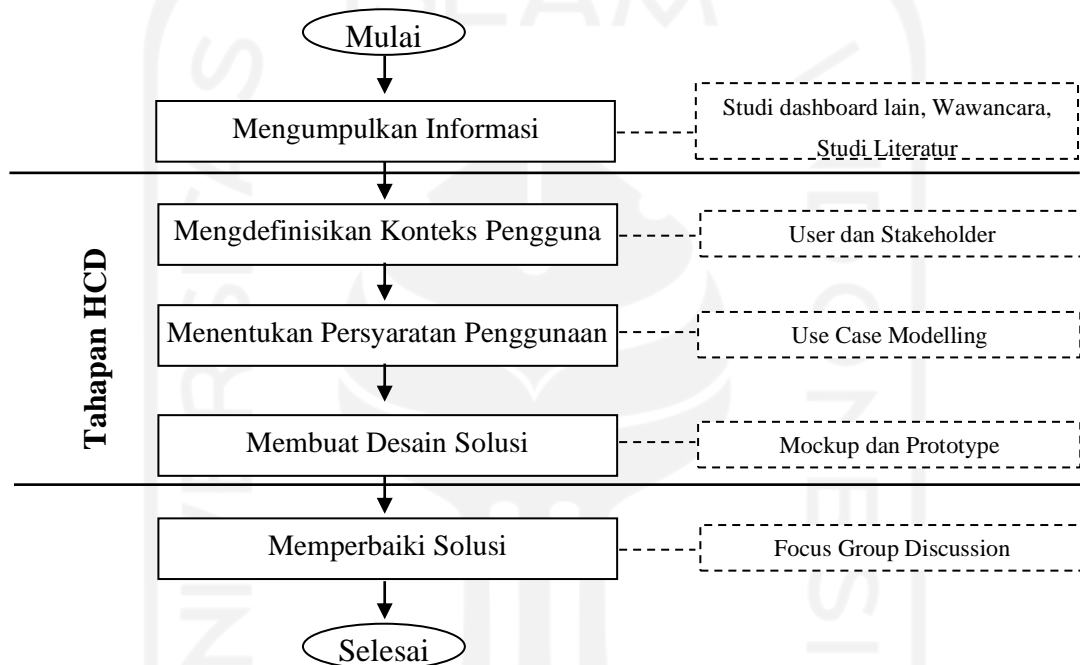 Mulai
Mengumpulkan Informasi
Studi dashboard lain, Wawancara,
Studi Literatur
Tahapan HCD
Mengdefinisikan Konteks Pengguna
User dan Stakeholder
Menentukan Persyaratan Penggunaan
Use Case Modelling
Membuat Desain Solusi
Mockup dan Prototype
Memperbaiki Solusi
Focus Group Discussion
Selesai